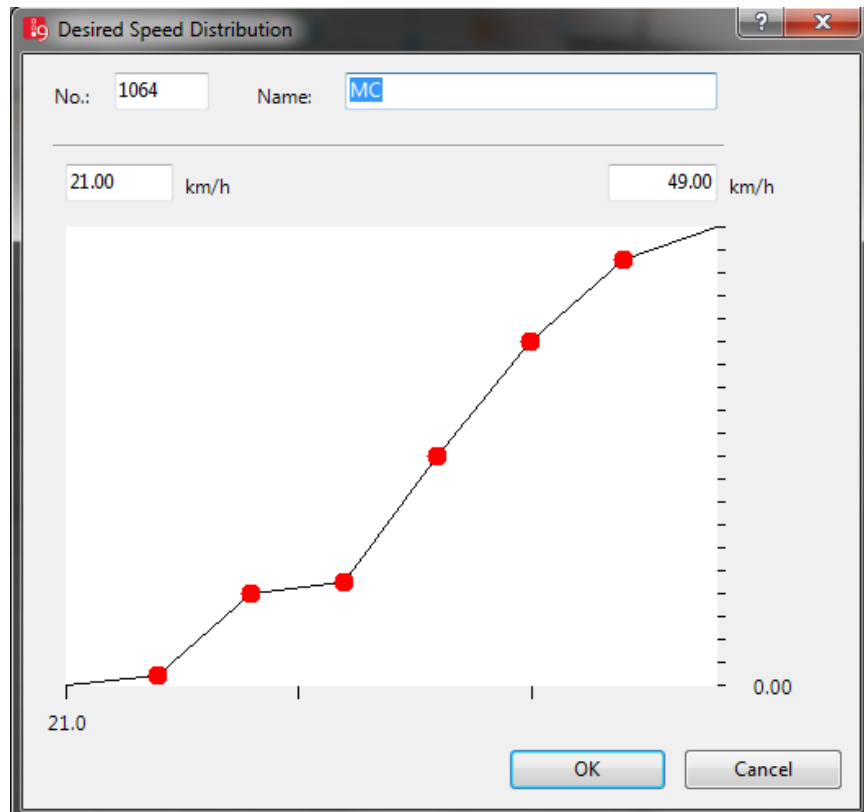 Desired Speed Distribution
No.: 1064 Name: MC
21.00 km/h 49.00 km/h
0.00
21.0
OK Cancel